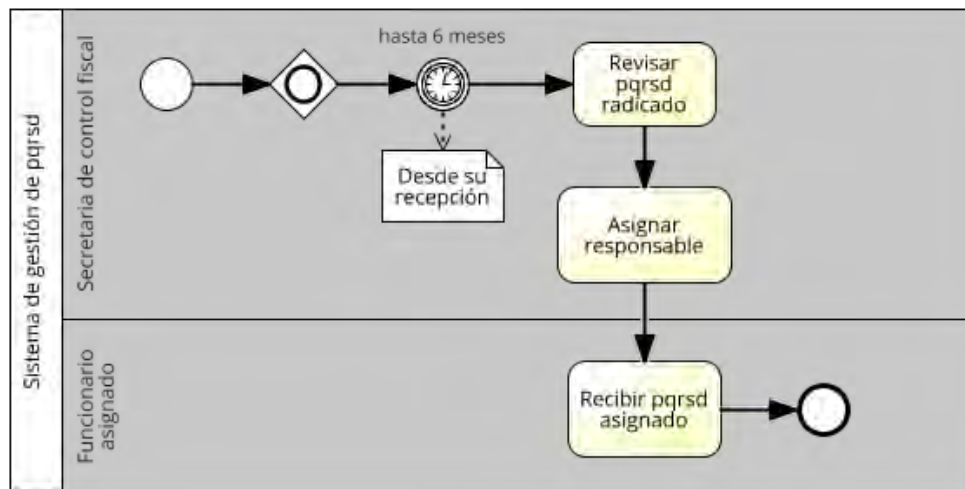 Sistema de gestión de pqrsd
Secretaria de control fiscal
hasta 6 meses
Desde su
recepción
Revisar
pqrsd
radicado
Asignar
responsable
Funcionario
asignado
Recibir pqrsd
asignado